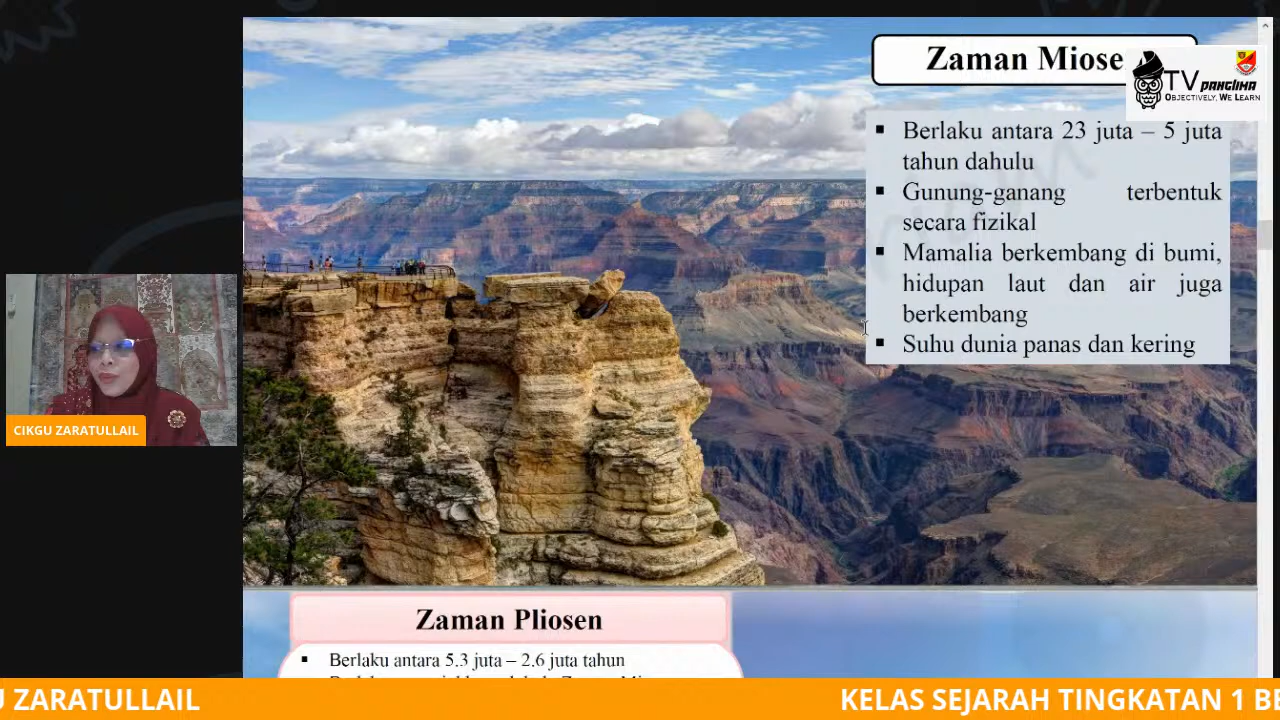 Zaman Miose
TV PANGLIMA
OBJECTIVELY, WE LEARN
Berlaku antara 23 juta – 5 juta
tahun dahulu
Gunung-ganang terbentuk
secara fizikal
Mamalia berkembang di bumi,
hidupan laut dan air juga
berkembang
Suhu dunia panas dan kering
CIKGU ZARATULLAIL
Zaman Pliosen
Berlaku antara 5.3 juta – 2.6 juta tahun
U ZARATULLAIL
KELAS SEJARAH TINGKATAN 1 BE